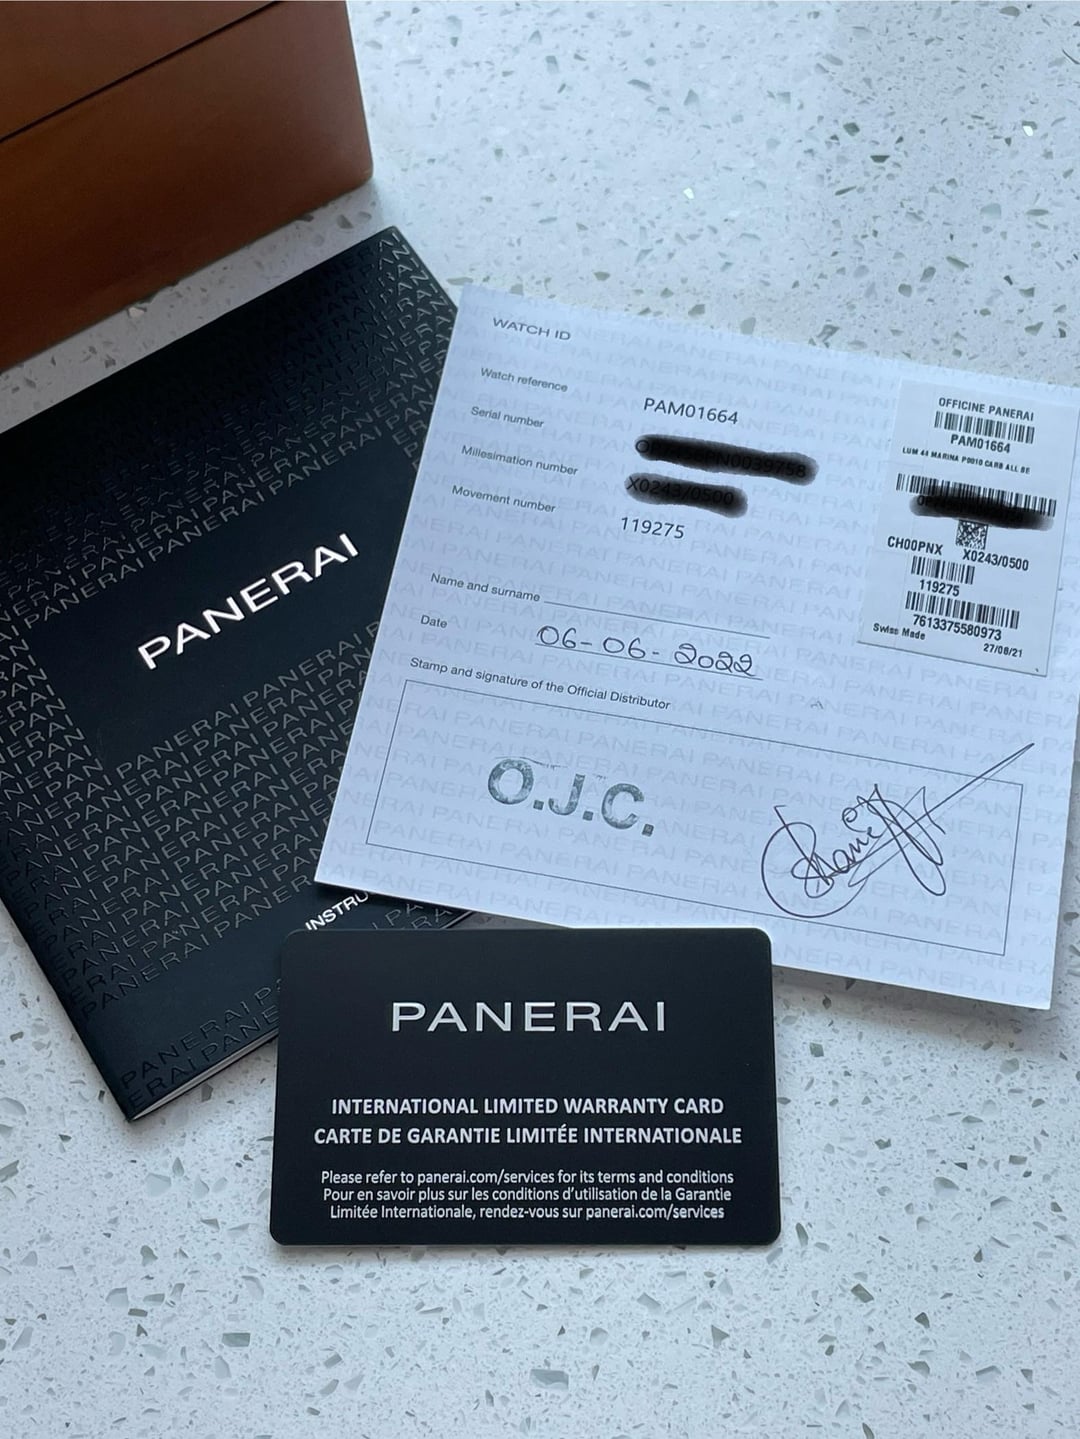 PANERAI
INSTRU
WATCH ID
Watch reference PAM01664
Serial number
Millesimation number
Movement number 119275
Name and surname
Date 06-06-2022
Stamp and signature of the Official Distributor
O.J.C.
OFFICINE PANERAI
PAM01664
LUM 44 MARINA P9010 CARB ALL BE
CH00PNX X0243/0500
119275
7613375580973
Swiss Made 27/08/21
PANERAI
INTERNATIONAL LIMITED WARRANTY CARD
CARTE DE GARANTIE LIMITÉE INTERNATIONALE
Please refer to panerai.com/services for its terms and conditions
Pour en savoir plus sur les conditions d'utilisation de la Garantie
Limitée Internationale, rendez-vous sur panerai.com/services